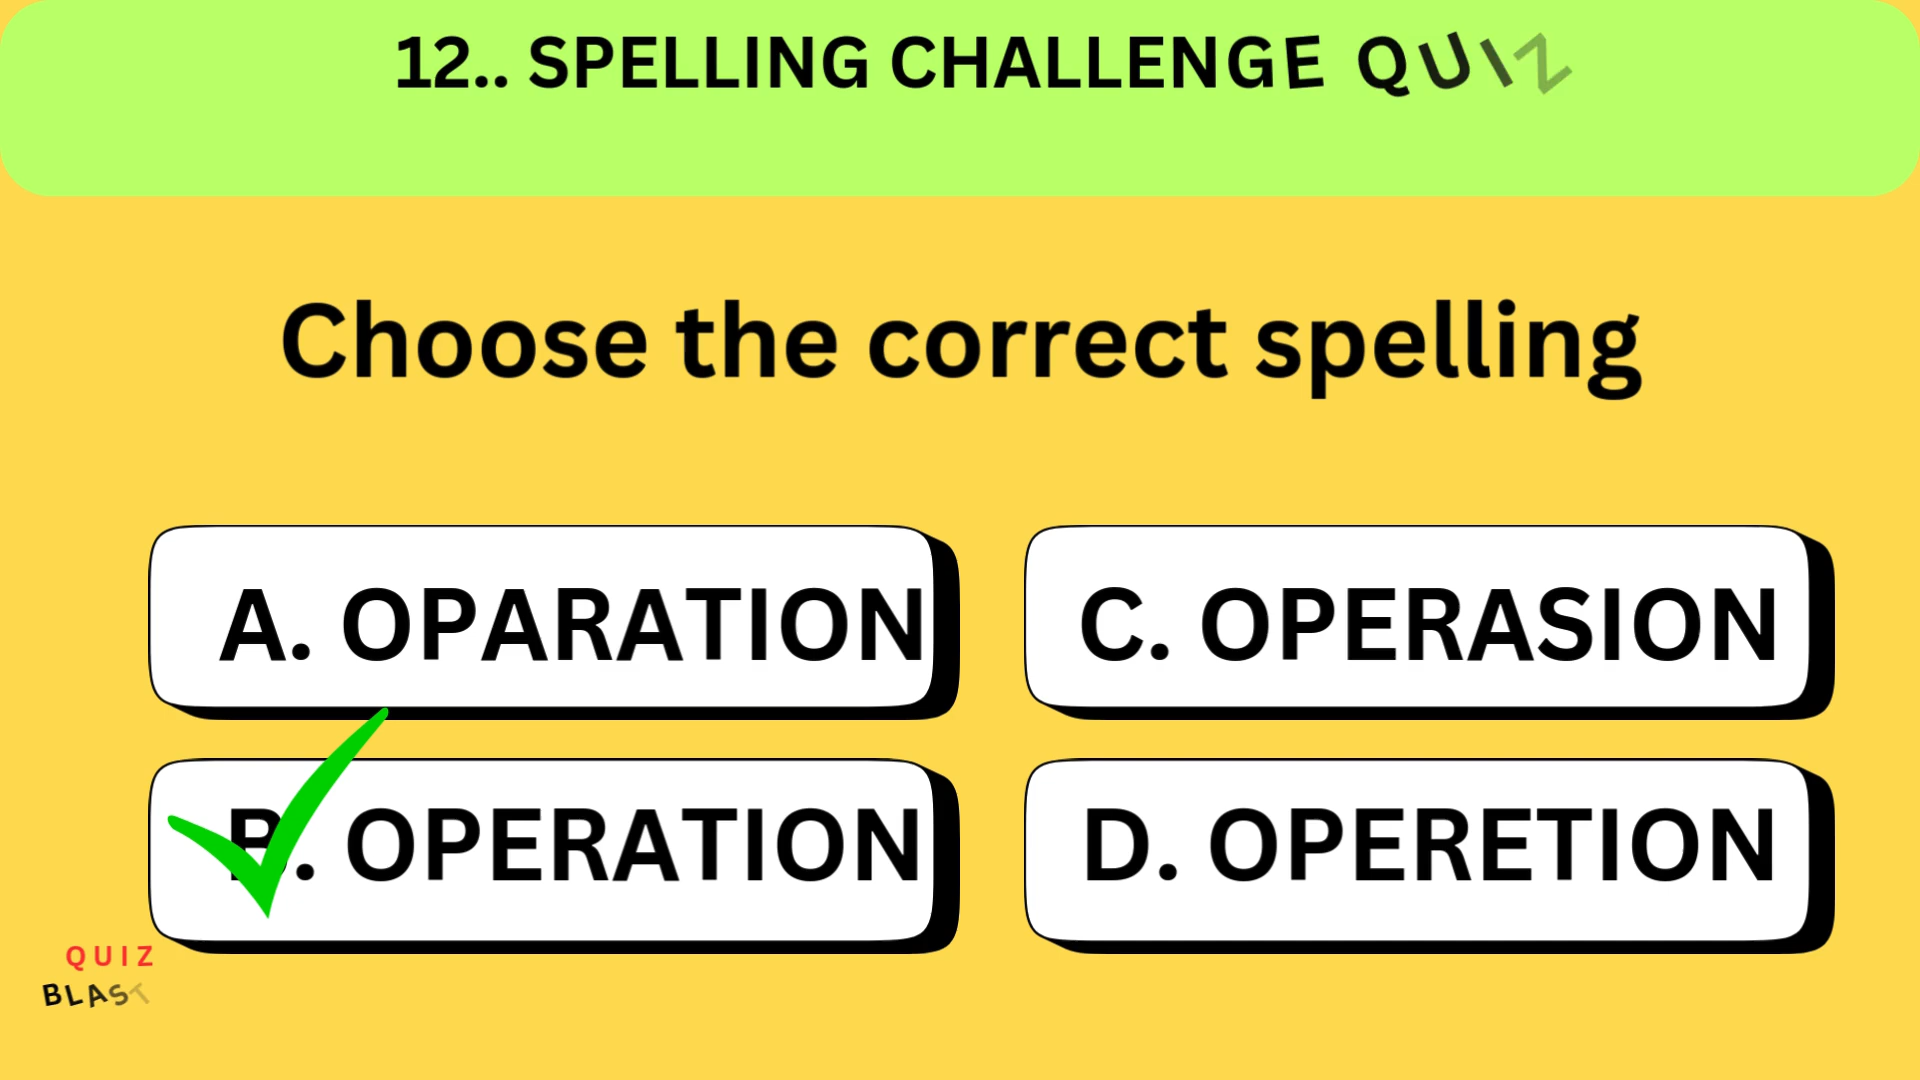 12.. SPELLING CHALLENGE QUIZ
Choose the correct spelling
A. OPARATION
C. OPERASION
B. OPERATION
D. OPERETION
QUIZ
BLAST